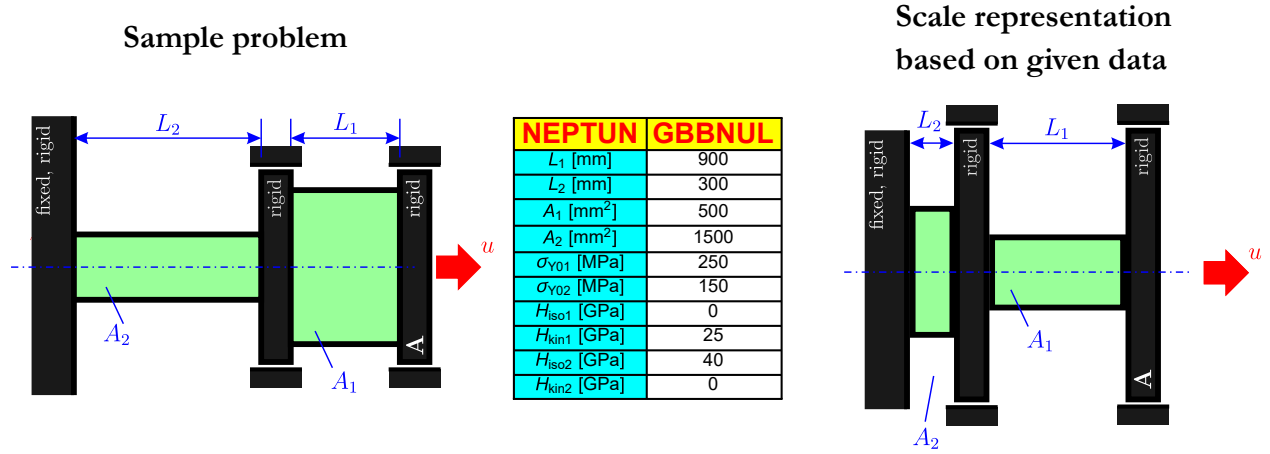 Sample problem
L₂
L₁
fixed, rigid
rigid
rigid
A
u
A₂
A₁
NEPTUN GBBNUL
L₁ [mm] 900
L₂ [mm] 300
A₁ [mm²] 500
A₂ [mm²] 1500
σY01 [MPa] 250
σY02 [MPa] 150
Hiso1 [GPa] 0
Hkin1 [GPa] 25
Hiso2 [GPa] 40
Hkin2 [GPa] 0
Scale representation
based on given data
L₂
L₁
fixed, rigid
rigid
rigid
A
u
A₁
A₂